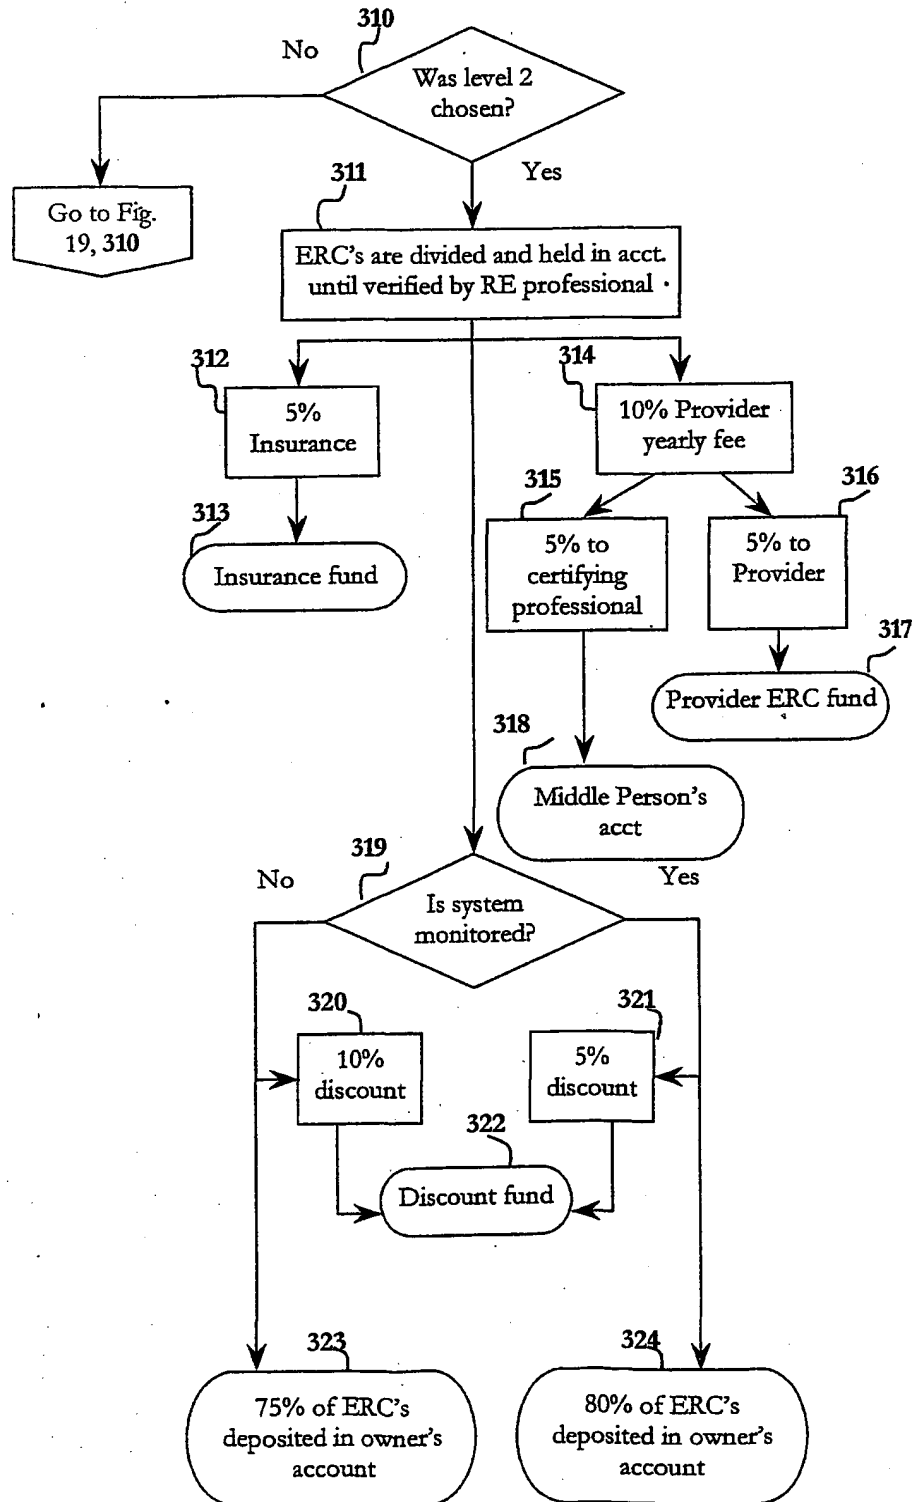 310
No
Was level 2
chosen?
Yes
Go to Fig.
19, 310
311
ERC's are divided and held in acct.
until verified by RE professional
312
5%
Insurance
313
Insurance fund
314
10% Provider
yearly fee
315
5% to
certifying
professional
316
5% to
Provider
317
Provider ERC fund
318
Middle Person's
acct
319
No
Yes
Is system
monitored?
320
10%
discount
321
5%
discount
322
Discount fund
323
75% of ERC's
deposited in owner's
account
324
80% of ERC's
deposited in owner's
account